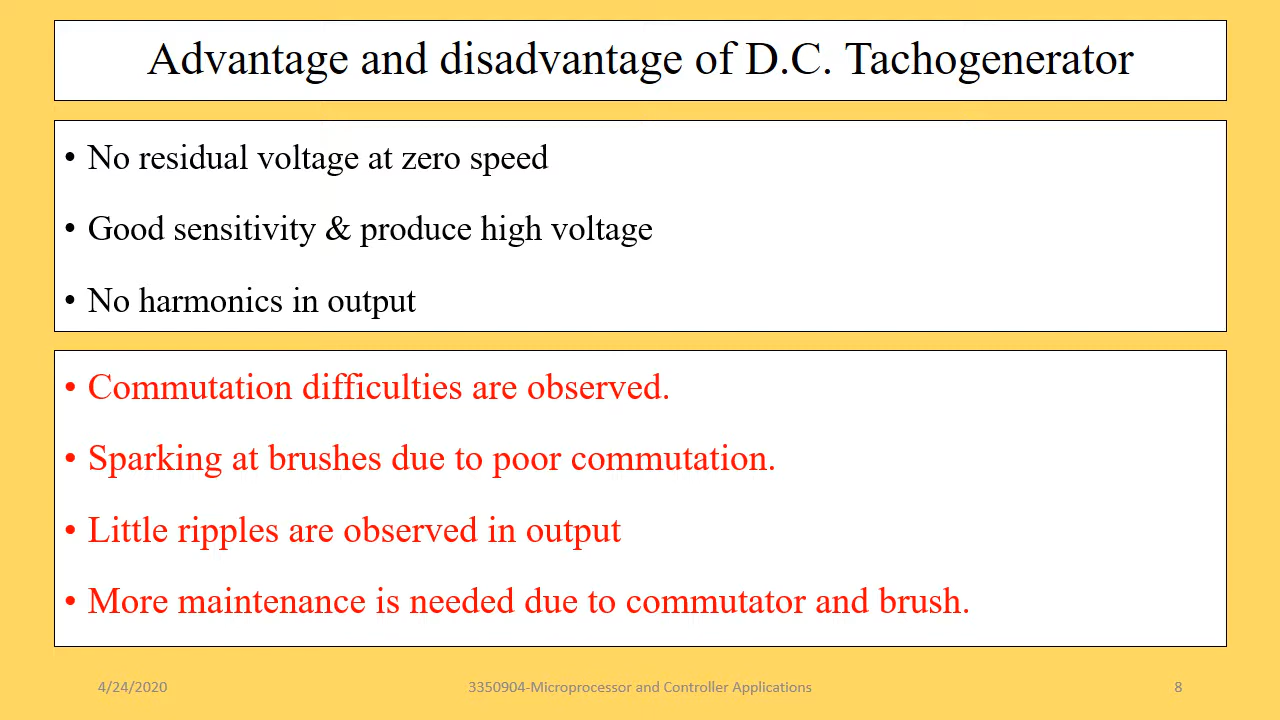 Advantage and disadvantage of D.C. Tachogenerator
• No residual voltage at zero speed
• Good sensitivity & produce high voltage
• No harmonics in output
• Commutation difficulties are observed.
• Sparking at brushes due to poor commutation.
• Little ripples are observed in output
• More maintenance is needed due to commutator and brush.
4/24/2020
3350904-Microprocessor and Controller Applications
8